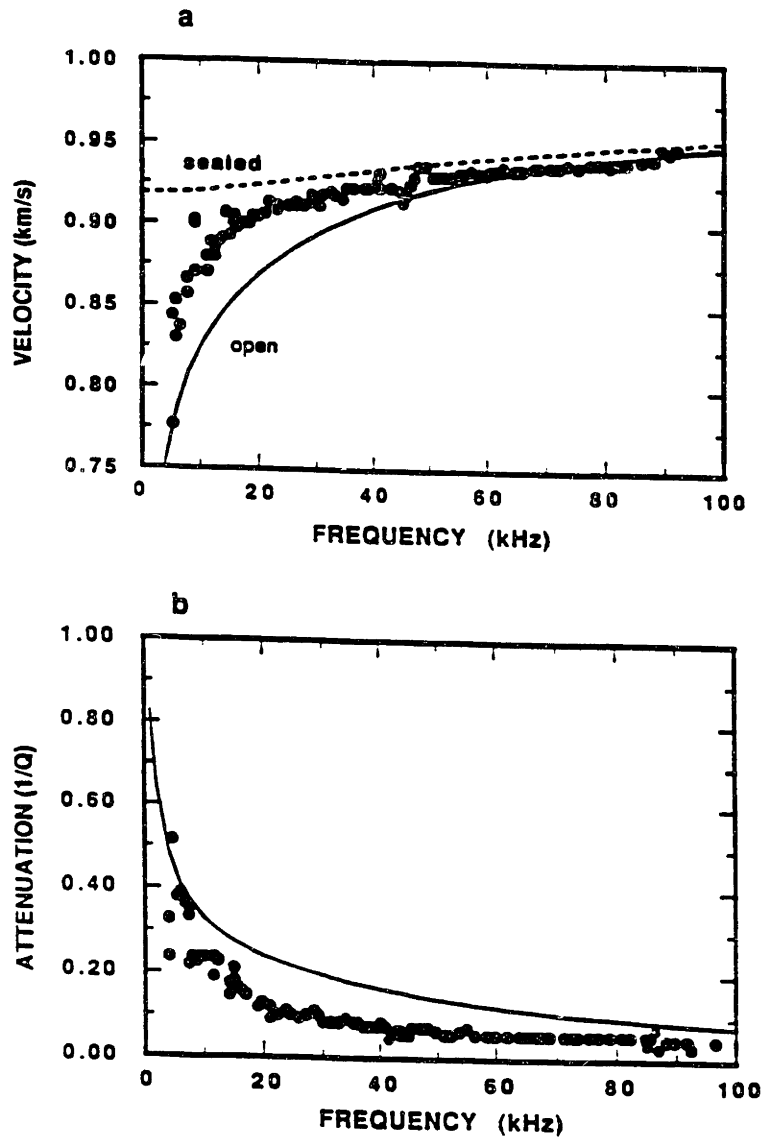 a
1.00
0.95
0.90
0.85
0.80
0.75
VELOCITY (km/s)
sealed
open
0 20 40 60 80 100
FREQUENCY (kHz)
b
1.00
0.80
0.60
0.40
0.20
0.00
ATTENUATION (1/Q)
0 20 40 60 80 100
FREQUENCY (kHz)